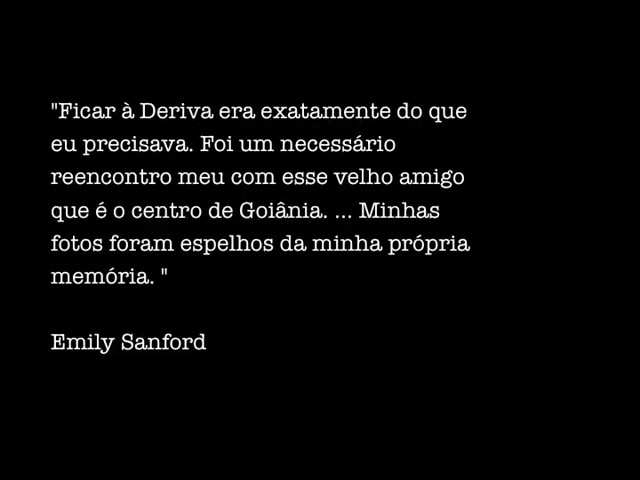 "Ficar à Deriva era exatamente do que
eu precisava. Foi um necessário
reencontro meu com esse velho amigo
que é o centro de Goiânia. ... Minhas
fotos foram espelhos da minha própria
memória. "
Emily Sanford